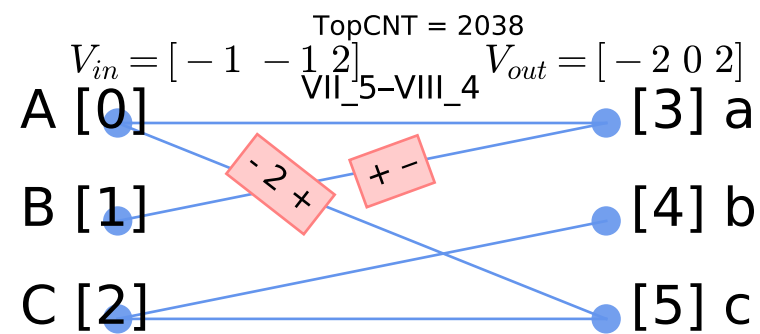 TopCNT = 2038
V_in = [ − 1 −1 2] V_out = [ − 2 0 2]
VII_5–VIII_4
A [0] [3] a
- 2 +
+ −
B [1] [4] b
C [2] [5] c